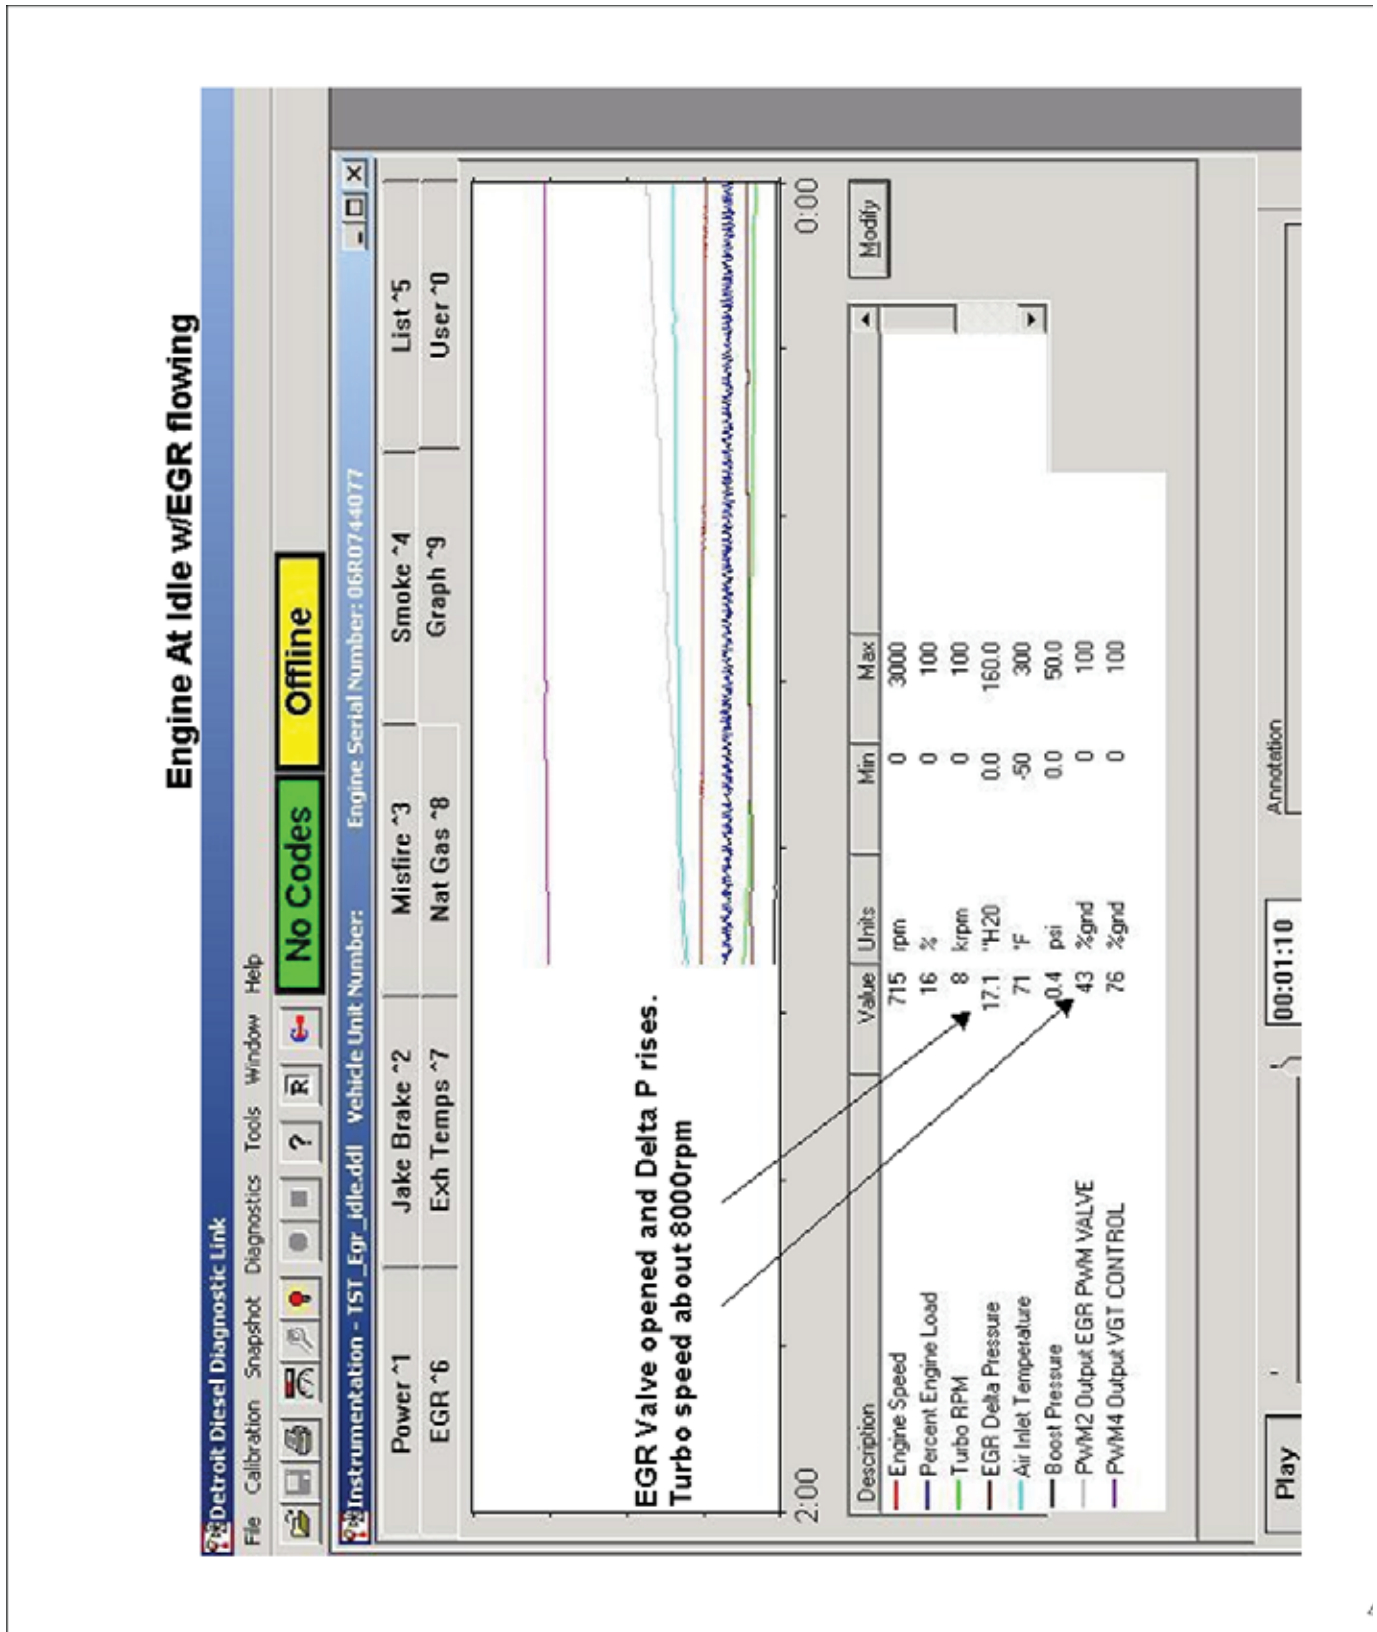 Engine At Idle w/EGR flowing
Detroit Diesel Diagnostic Link
File Calibration Snapshot Diagnostics Tools Window Help
R ? No Codes Offline
Instrumentation - TST_Egr_idle.ddl Vehicle Unit Number: Engine Serial Number: 06R0744077
Power ^1 Jake Brake ^2 Misfire ^3 Smoke ^4 List ^5
EGR ^6 Exh Temps ^7 Nat Gas ^8 Graph ^9 User ^0
EGR Valve opened and Delta P rises.
Turbo speed about 8000rpm
2:00 0:00
Description Value Units Min Max
Modify
Engine Speed 715 rpm 0 3000
Percent Engine Load 16 % 0 100
Turbo RPM 8 krpm 0 100
EGR Delta Pressure 17.1 "H20 0.0 160.0
Air Inlet Temperature 71 °F -50 300
Boost Pressure 0.4 psi 0.0 50.0
PWM2 Output EGR PWM VALVE 43 %gnd 0 100
PWM4 Output VGT CONTROL 76 %gnd 0 100
Play 00:01:10 Annotation